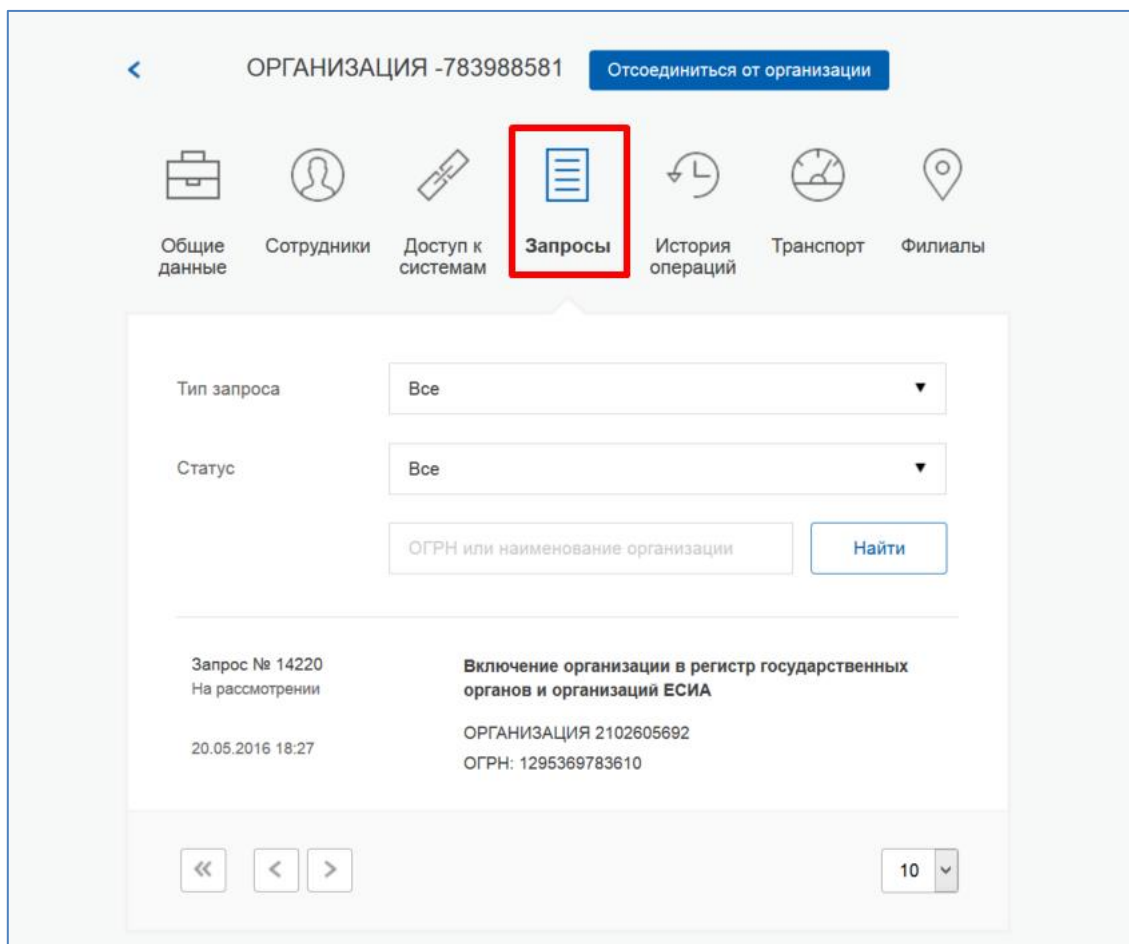 ОРГАНИЗАЦИЯ -783988581
Отсоединиться от организации
Общие данные
Сотрудники
Доступ к системам
Запросы
История операций
Транспорт
Филиалы
Тип запроса
Все
Статус
Все
ОГРН или наименование организации
Найти
Запрос № 14220
На рассмотрении
20.05.2016 18:27
Включение организации в регистр государственных
органов и организаций ЕСИА
ОРГАНИЗАЦИЯ 2102605692
ОГРН: 1295369783610
10